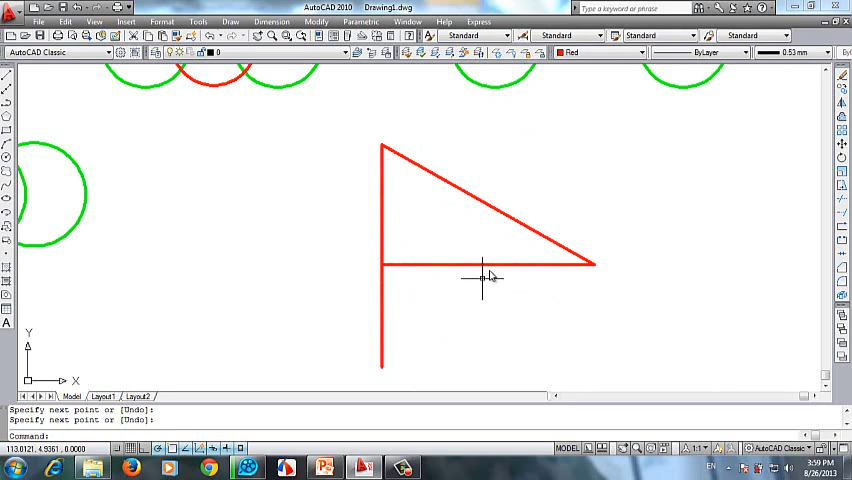 AutoCAD 2010 Drawing1.dwg
Type a keyword or phrase
File Edit View Insert Format Tools Draw Dimension Modify Parametric Window Help Express
Standard Standard Standard Standard
AutoCAD Classic 0 Red ByLayer 0.53 mm
Y
X
Model Layout1 Layout2
Specify next point or [Undo]:
Specify next point or [Undo]:
Command:
113.0121, 4.9361, 0.0000 MODEL 1:1 AutoCAD Classic
EN 3:59 PM
8/26/2013